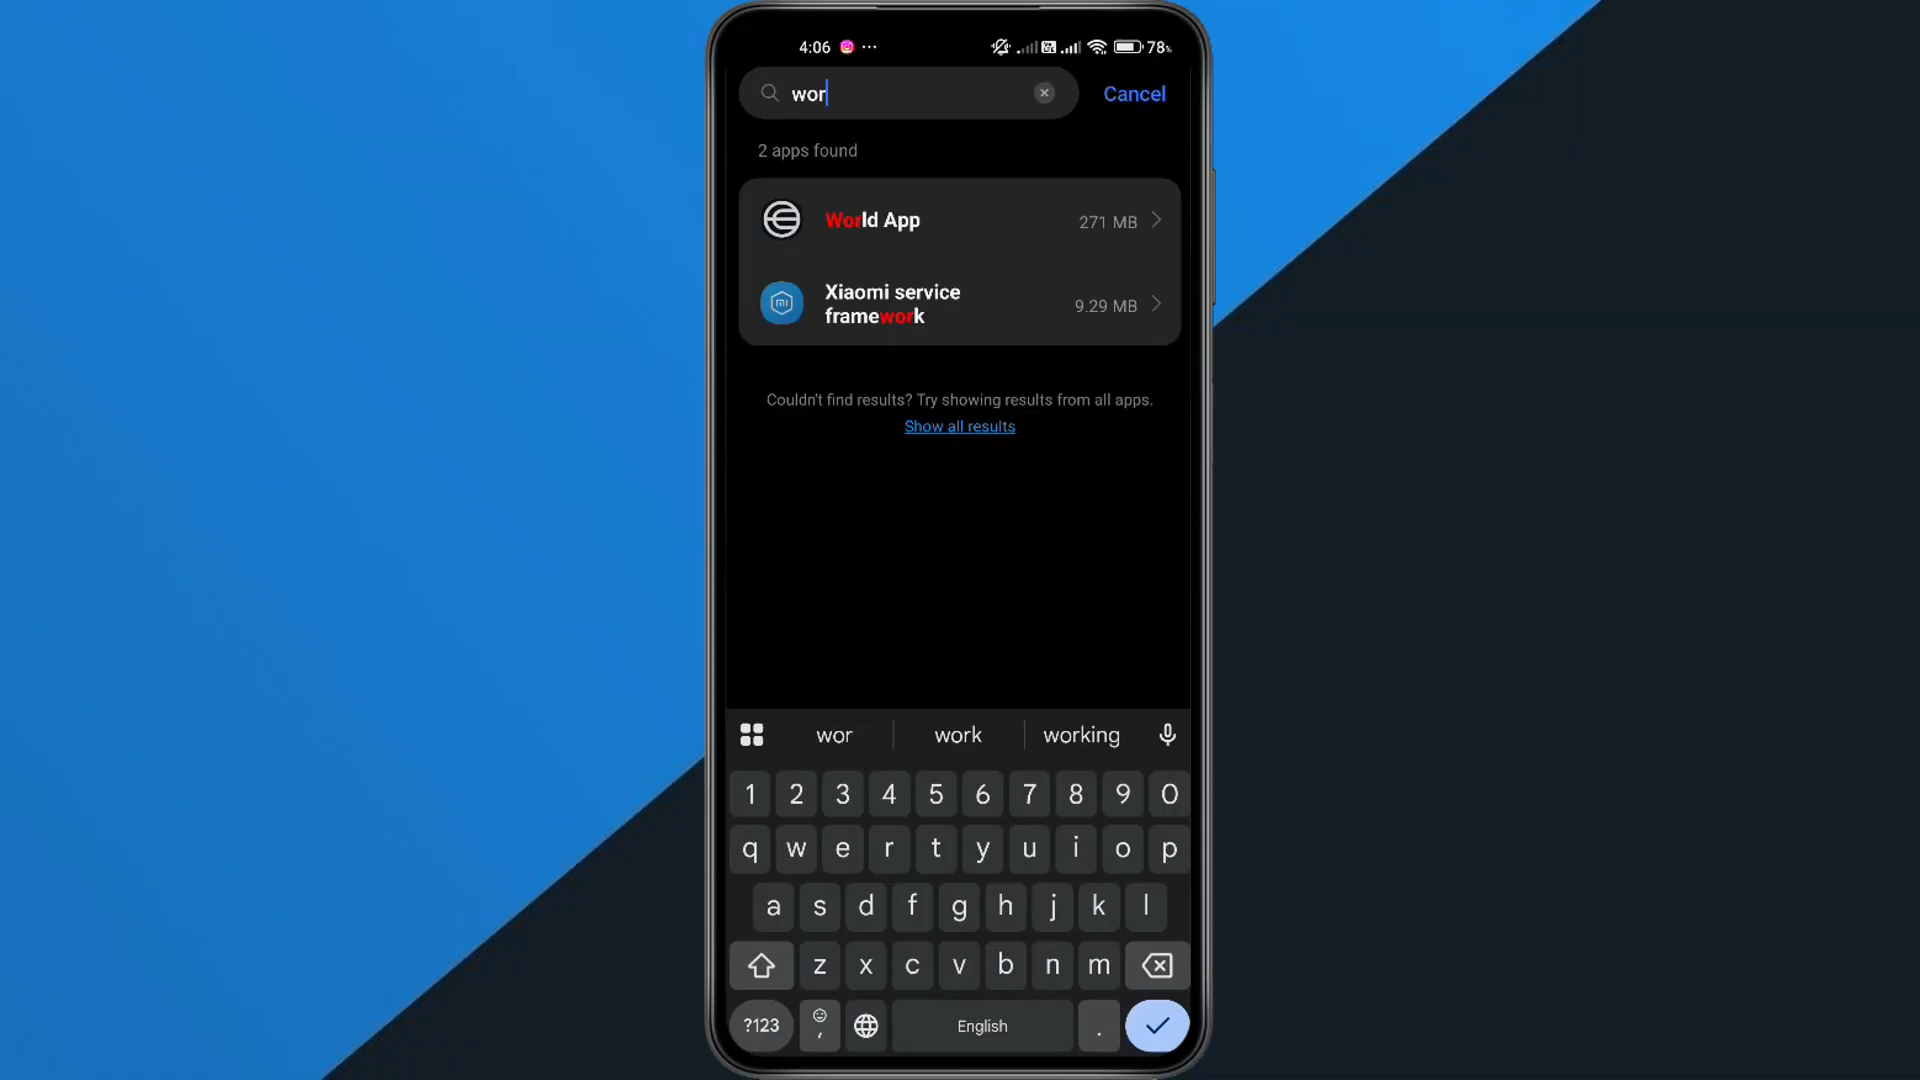 4:06 ... 78%
wor
Cancel
2 apps found
World App
271 MB
Xiaomi service
framework
9.29 MB
Couldn't find results? Try showing results from all apps.
Show all results
wor work working
1 2 3 4 5 6 7 8 9 0
q w e r t y u i o p
a s d f g h j k l
z x c v b n m
?123 , English .